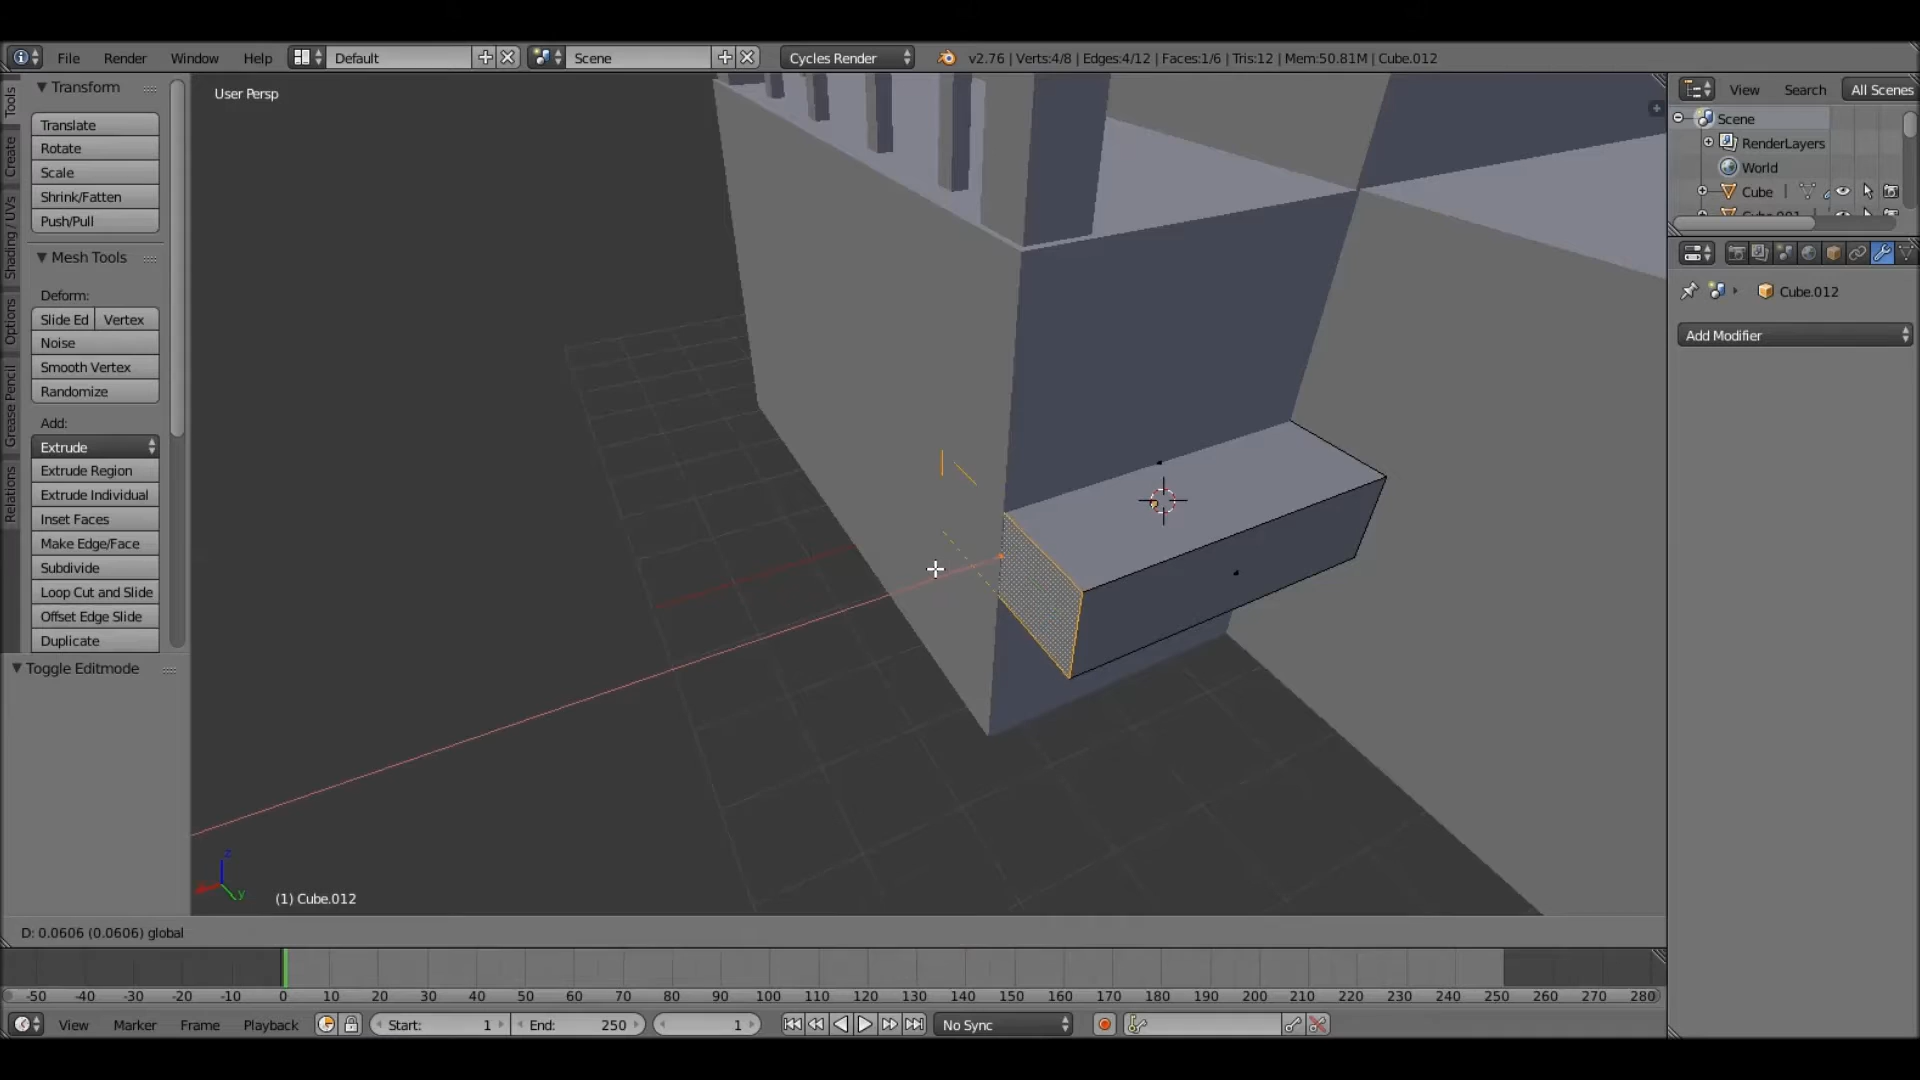 File Render Window Help Default Scene Cycles Render v2.76 | Verts:4/8 | Edges:4/12 | Faces:1/6 | Tris:12 | Mem:50.81M | Cube.012
Tools
Create
Shading / UVs
Options
Grease Pencil
Relations
Transform
Translate
Rotate
Scale
Shrink/Fatten
Push/Pull
Mesh Tools
Deform:
Slide Ed Vertex
Noise
Smooth Vertex
Randomize
Add:
Extrude
Extrude Region
Extrude Individual
Inset Faces
Make Edge/Face
Subdivide
Loop Cut and Slide
Offset Edge Slide
Duplicate
Toggle Editmode
User Persp
z
y
(1) Cube.012
View Search All Scenes
Scene
RenderLayers
World
Cube
Cube.012
Add Modifier
D: 0.0606 (0.0606) global
-50 -40 -30 -20 -10 0 10 20 30 40 50 60 70 80 90 100 110 120 130 140 150 160 170 180 190 200 210 220 230 240 250 260 270 280
View Marker Frame Playback Start: 1 End: 250 1 No Sync